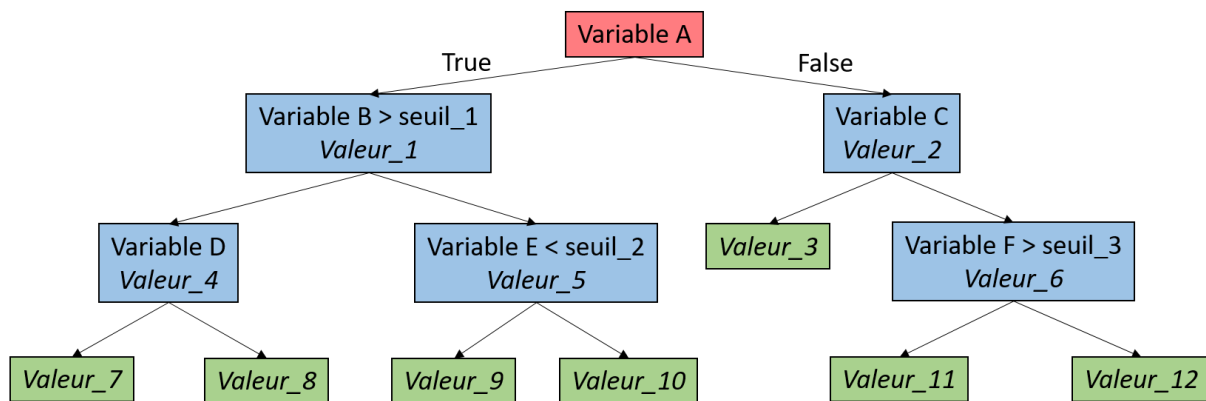 Variable A
True
False
Variable B > seuil_1
Valeur_1
Variable C
Valeur_2
Variable D
Valeur_4
Variable E < seuil_2
Valeur_5
Valeur_3
Variable F > seuil_3
Valeur_6
Valeur_7
Valeur_8
Valeur_9
Valeur_10
Valeur_11
Valeur_12